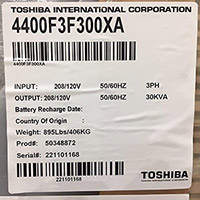 TOSHIBA INTERNATIONAL CORPORATION
4400F3F300XA
4400F3F300XA
INPUT: 208/120V 50/60HZ 3PH
OUTPUT: 208/120V 50/60HZ 30KVA
Battery Recharge Date:
Country Of Origin:
Weight: 895Lbs/406KG
Prod#: 50348872
Serial#: 221101168
221101168
TOSHIBA